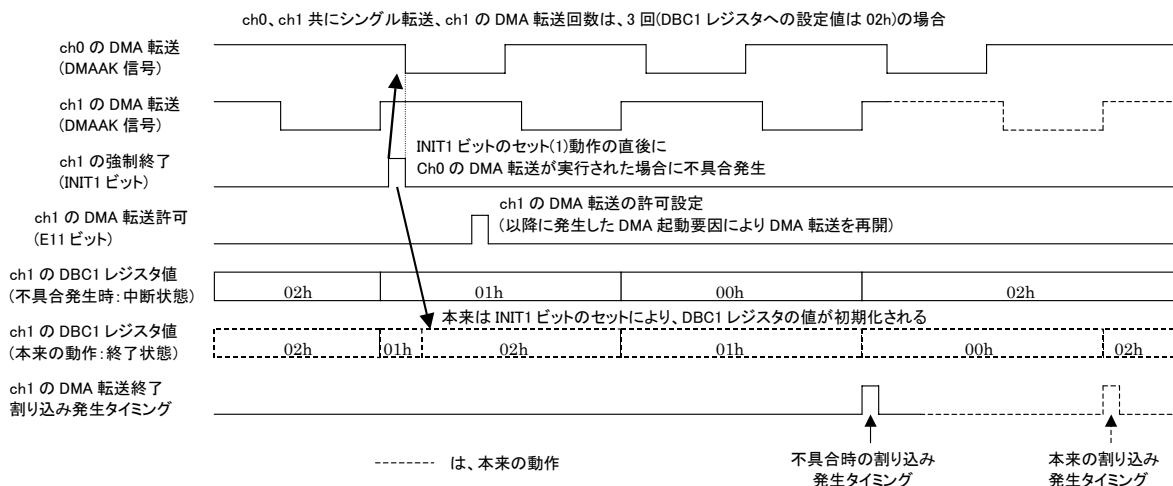 ch0、ch1 共にシングル転送、ch1 の DMA 転送回数は、3 回(DBC1 レジスタへの設定値は 02h)の場合
ch0 の DMA 転送
(DMAAK 信号)
ch1 の DMA 転送
(DMAAK 信号)
ch1 の強制終了
(INIT1 ビット)
INIT1 ビットのセット(1)動作の直後に
Ch0 の DMA 転送が実行された場合に不具合発生
ch1 の DMA 転送許可
(E11 ビット)
ch1 の DMA 転送の許可設定
(以降に発生した DMA 起動要因により DMA 転送を再開)
ch1 の DBC1 レジスタ値
(不具合発生時:中断状態)
02h 01h 00h 02h
本来は INIT1 ビットのセットにより、DBC1 レジスタの値が初期化される
ch1 の DBC1 レジスタ値
(本来の動作:終了状態)
02h 01h 02h 01h 00h 02h
ch1 の DMA 転送終了
割り込み発生タイミング
は、本来の動作
不具合時の割り込み
発生タイミング
本来の割り込み
発生タイミング